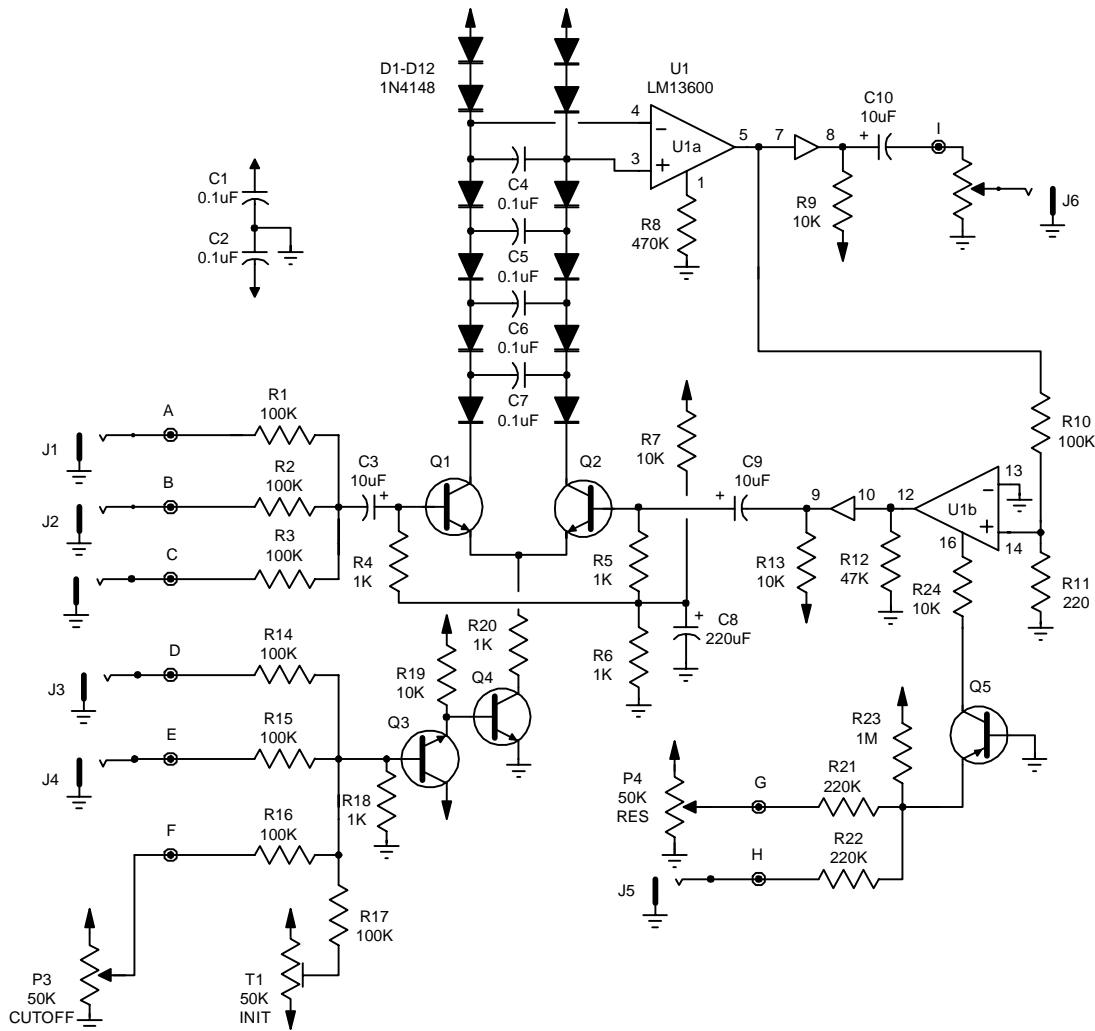 D1-D12
1N4148
U1
LM13600
4
−
U1a
3
+
1
5
7
8
C10
10uF
+
I
J6
R8
470K
R9
10K
C1
0.1uF
C2
0.1uF
C4
0.1uF
C5
0.1uF
C6
0.1uF
C7
0.1uF
A
R1
100K
J1
B
R2
100K
J2
C
R3
100K
C3
10uF
+
Q1
Q2
R4
1K
R7
10K
C9
10uF
+
9
10
12
U1b
13
−
+
14
16
R10
100K
R5
1K
R13
10K
R12
47K
R24
10K
R11
220
+
C8
220uF
R6
1K
R20
1K
R19
10K
Q4
Q3
D
R14
100K
J3
E
R15
100K
J4
R18
1K
F
R16
100K
R17
100K
P3
50K
CUTOFF
T1
50K
INIT
Q5
R23
1M
P4
50K
RES
G
R21
220K
H
R22
220K
J5